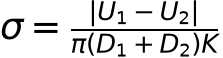 σ = |U₁ − U₂| / π(D₁ + D₂)K